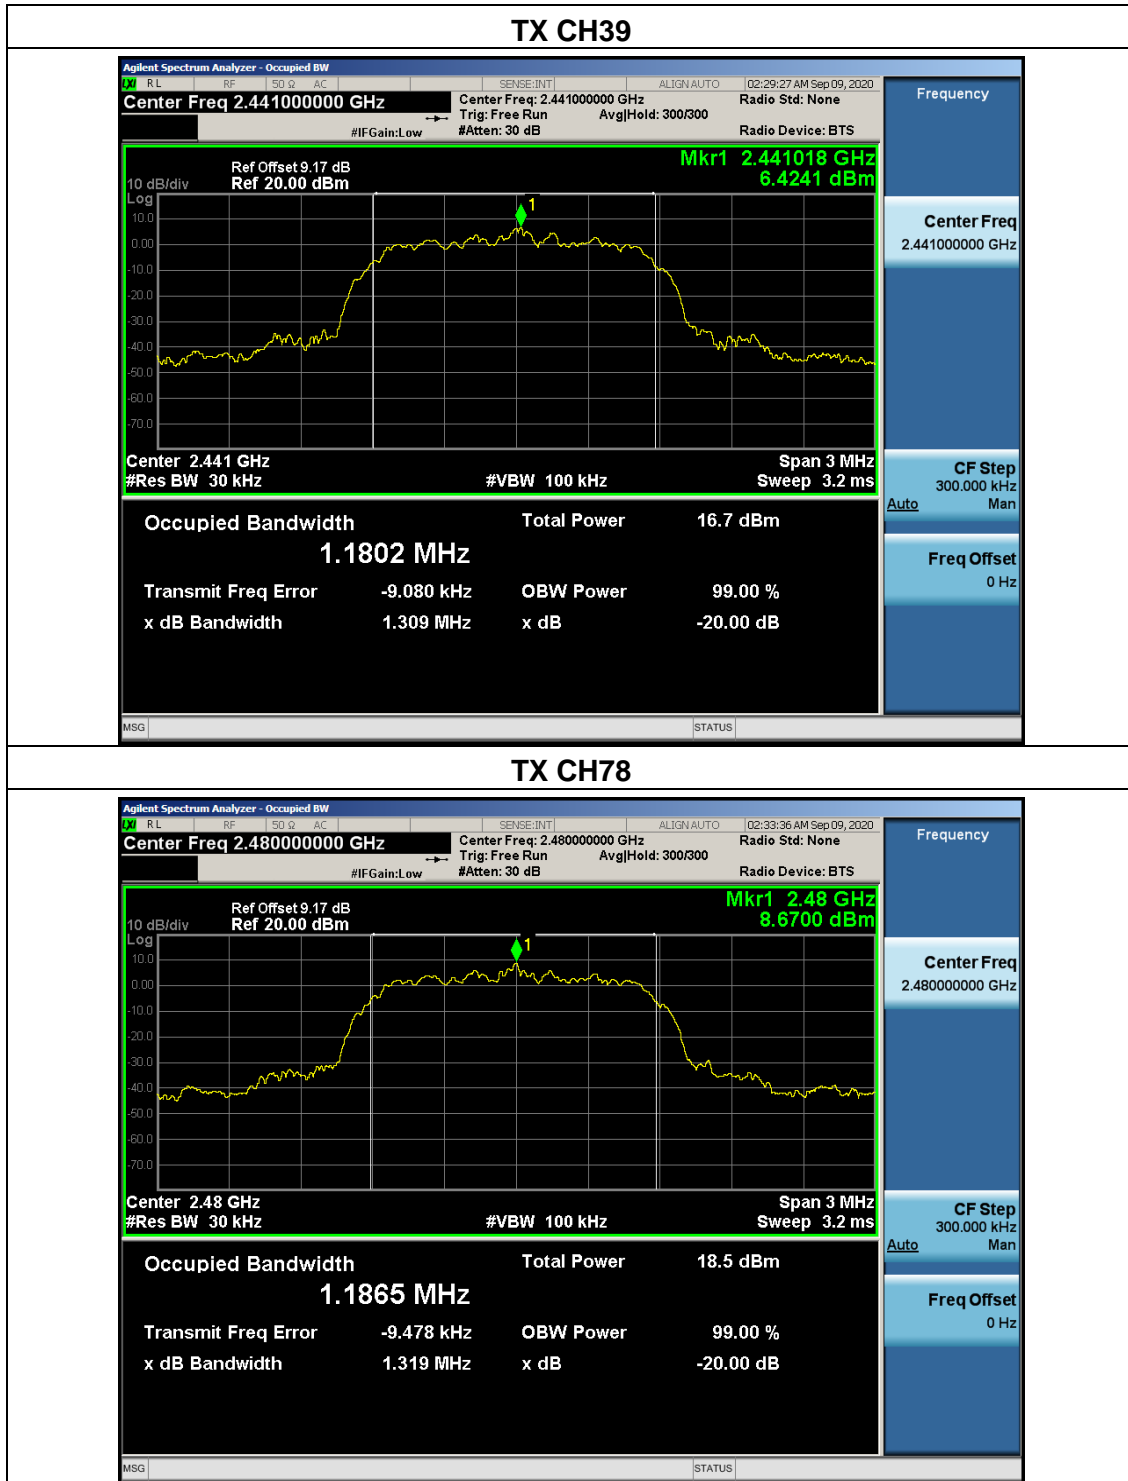 TX CH39
Agilent Spectrum Analyzer - Occupied BW
LXI RL RF 50 Ω AC SENSE:INT ALIGN AUTO 02:29:27 AM Sep 09, 2020
Center Freq 2.441000000 GHz
Center Freq: 2.441000000 GHz Radio Std: None
Trig: Free Run Avg|Hold: 300/300
#IFGain:Low #Atten: 30 dB Radio Device: BTS
Frequency
Mkr1 2.441018 GHz
6.4241 dBm
Ref Offset 9.17 dB
10 dB/div Ref 20.00 dBm
Log
10.0
0.00
-10.0
-20.0
-30.0
-40.0
-50.0
-60.0
-70.0
1
Center 2.441 GHz Span 3 MHz
#Res BW 30 kHz #VBW 100 kHz Sweep 3.2 ms
Center Freq
2.441000000 GHz
CF Step
300.000 kHz
Auto Man
Freq Offset
0 Hz
Occupied Bandwidth Total Power 16.7 dBm
1.1802 MHz
Transmit Freq Error -9.080 kHz OBW Power 99.00 %
x dB Bandwidth 1.309 MHz x dB -20.00 dB
MSG STATUS
TX CH78
Agilent Spectrum Analyzer - Occupied BW
LXI RL RF 50 Ω AC SENSE:INT ALIGN AUTO 02:33:36 AM Sep 09, 2020
Center Freq 2.480000000 GHz
Center Freq: 2.480000000 GHz Radio Std: None
Trig: Free Run Avg|Hold: 300/300
#IFGain:Low #Atten: 30 dB Radio Device: BTS
Frequency
Mkr1 2.48 GHz
8.6700 dBm
Ref Offset 9.17 dB
10 dB/div Ref 20.00 dBm
Log
10.0
0.00
-10.0
-20.0
-30.0
-40.0
-50.0
-60.0
-70.0
1
Center 2.48 GHz Span 3 MHz
#Res BW 30 kHz #VBW 100 kHz Sweep 3.2 ms
Center Freq
2.480000000 GHz
CF Step
300.000 kHz
Auto Man
Freq Offset
0 Hz
Occupied Bandwidth Total Power 18.5 dBm
1.1865 MHz
Transmit Freq Error -9.478 kHz OBW Power 99.00 %
x dB Bandwidth 1.319 MHz x dB -20.00 dB
MSG STATUS